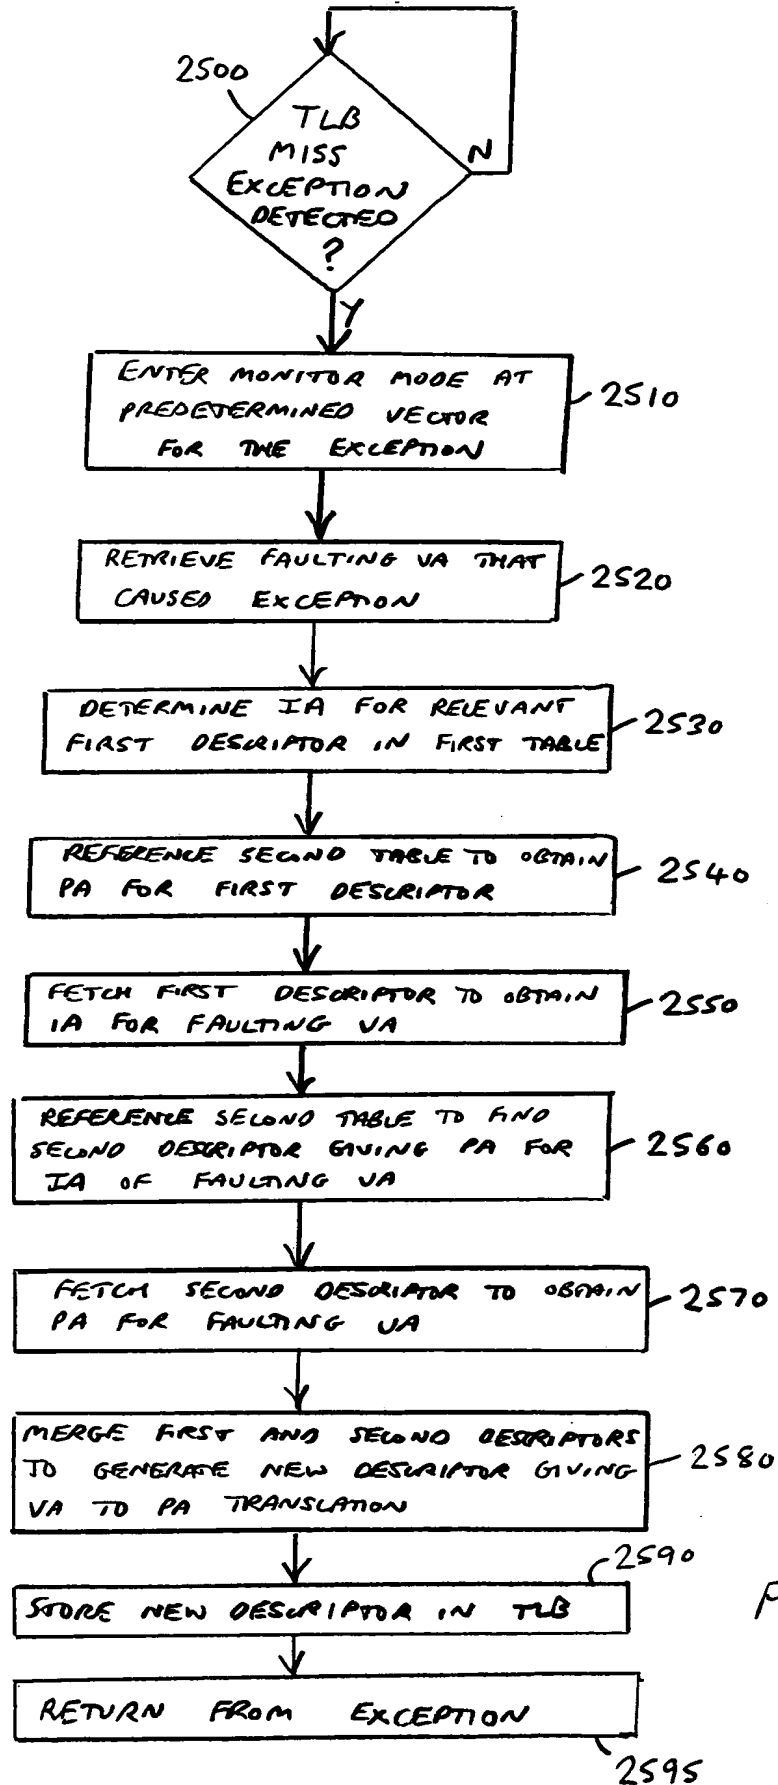 2500
TLB
MISS
EXCEPTION
DETECTED
?
N
Y
ENTER MONITOR MODE AT
PREDETERMINED VECTOR
FOR THE EXCEPTION
2510
RETRIEVE FAULTING VA THAT
CAUSED EXCEPTION
2520
DETERMINE IA FOR RELEVANT
FIRST DESCRIPTOR IN FIRST TABLE
2530
REFERENCE SECOND TABLE TO OBTAIN
PA FOR FIRST DESCRIPTOR
2540
FETCH FIRST DESCRIPTOR TO OBTAIN
IA FOR FAULTING VA
2550
REFERENCE SECOND TABLE TO FIND
SECOND DESCRIPTOR GIVING PA FOR
IA OF FAULTING VA
2560
FETCH SECOND DESCRIPTOR TO OBTAIN
PA FOR FAULTING VA
2570
MERGE FIRST AND SECOND DESCRIPTORS
TO GENERATE NEW DESCRIPTOR GIVING
VA TO PA TRANSLATION
2580
2590
STORE NEW DESCRIPTOR IN TLB
RETURN FROM EXCEPTION
2595